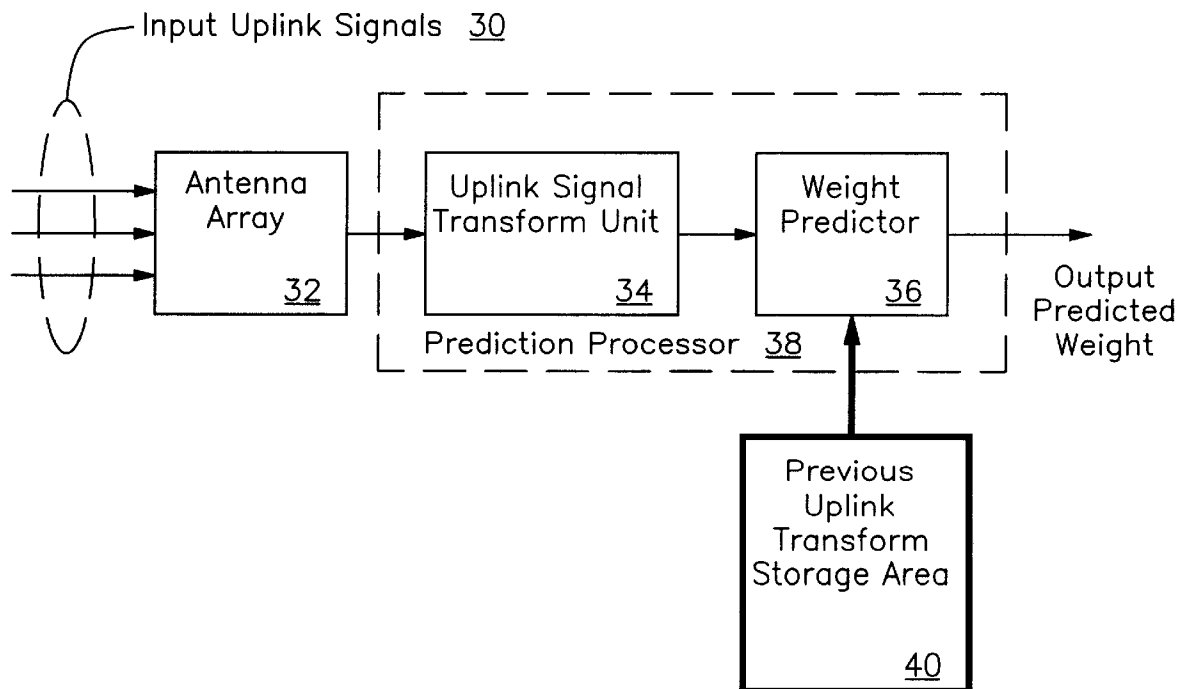 Input Uplink Signals 30
Antenna
Array
32
Uplink Signal
Transform Unit
34
Weight
Predictor
36
Prediction Processor 38
Output
Predicted
Weight
Previous
Uplink
Transform
Storage Area
40